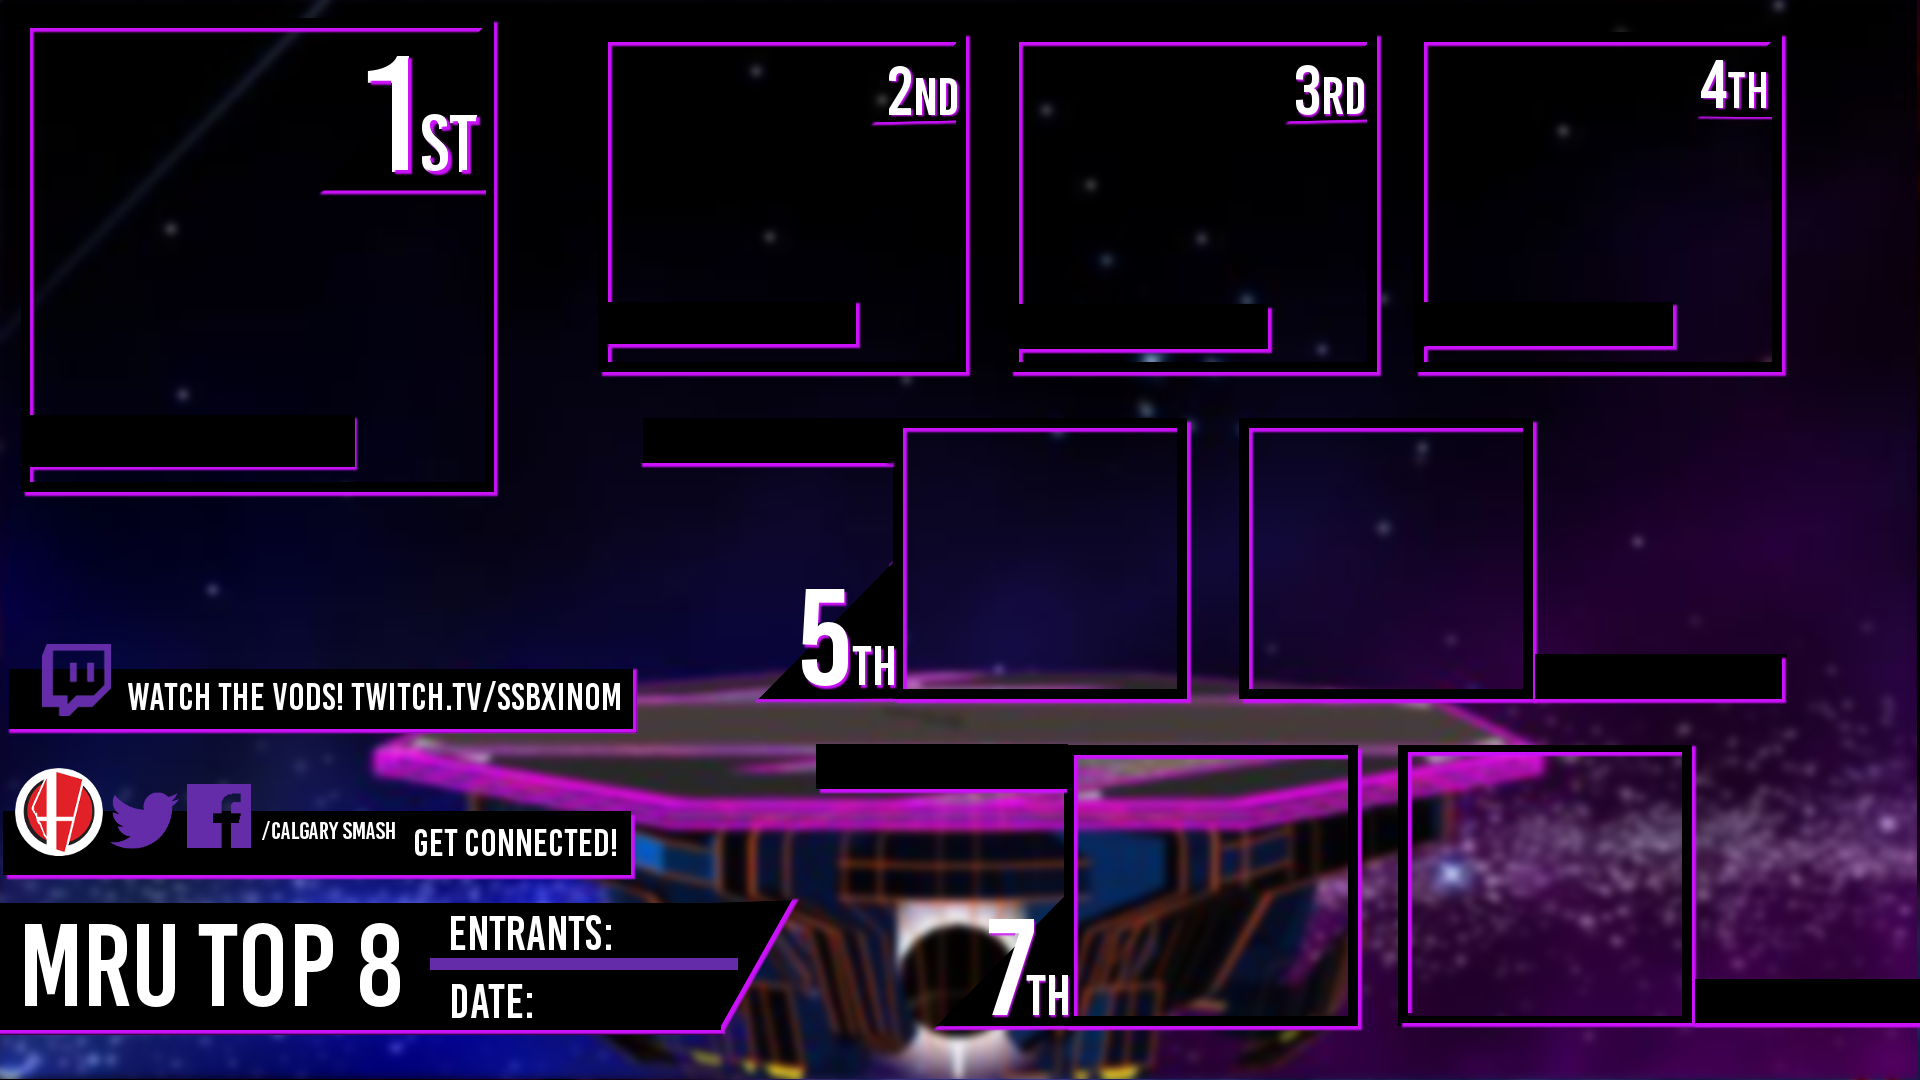 1ST
2ND
3RD
4TH
5TH
WATCH THE VODS! TWITCH.TV/SSBXINOM
/CALGARY SMASH GET CONNECTED!
7TH
MRU TOP 8
ENTRANTS:
DATE: